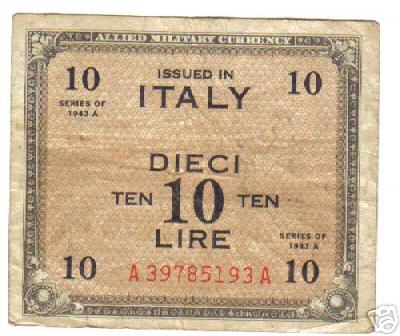 ALLIED MILITARY CURRENCY
10 ISSUED IN 10
SERIES OF
1943 A
ITALY
DIECI
TEN 10 TEN
LIRE
SERIES OF
1943 A
10 A39785193A 10